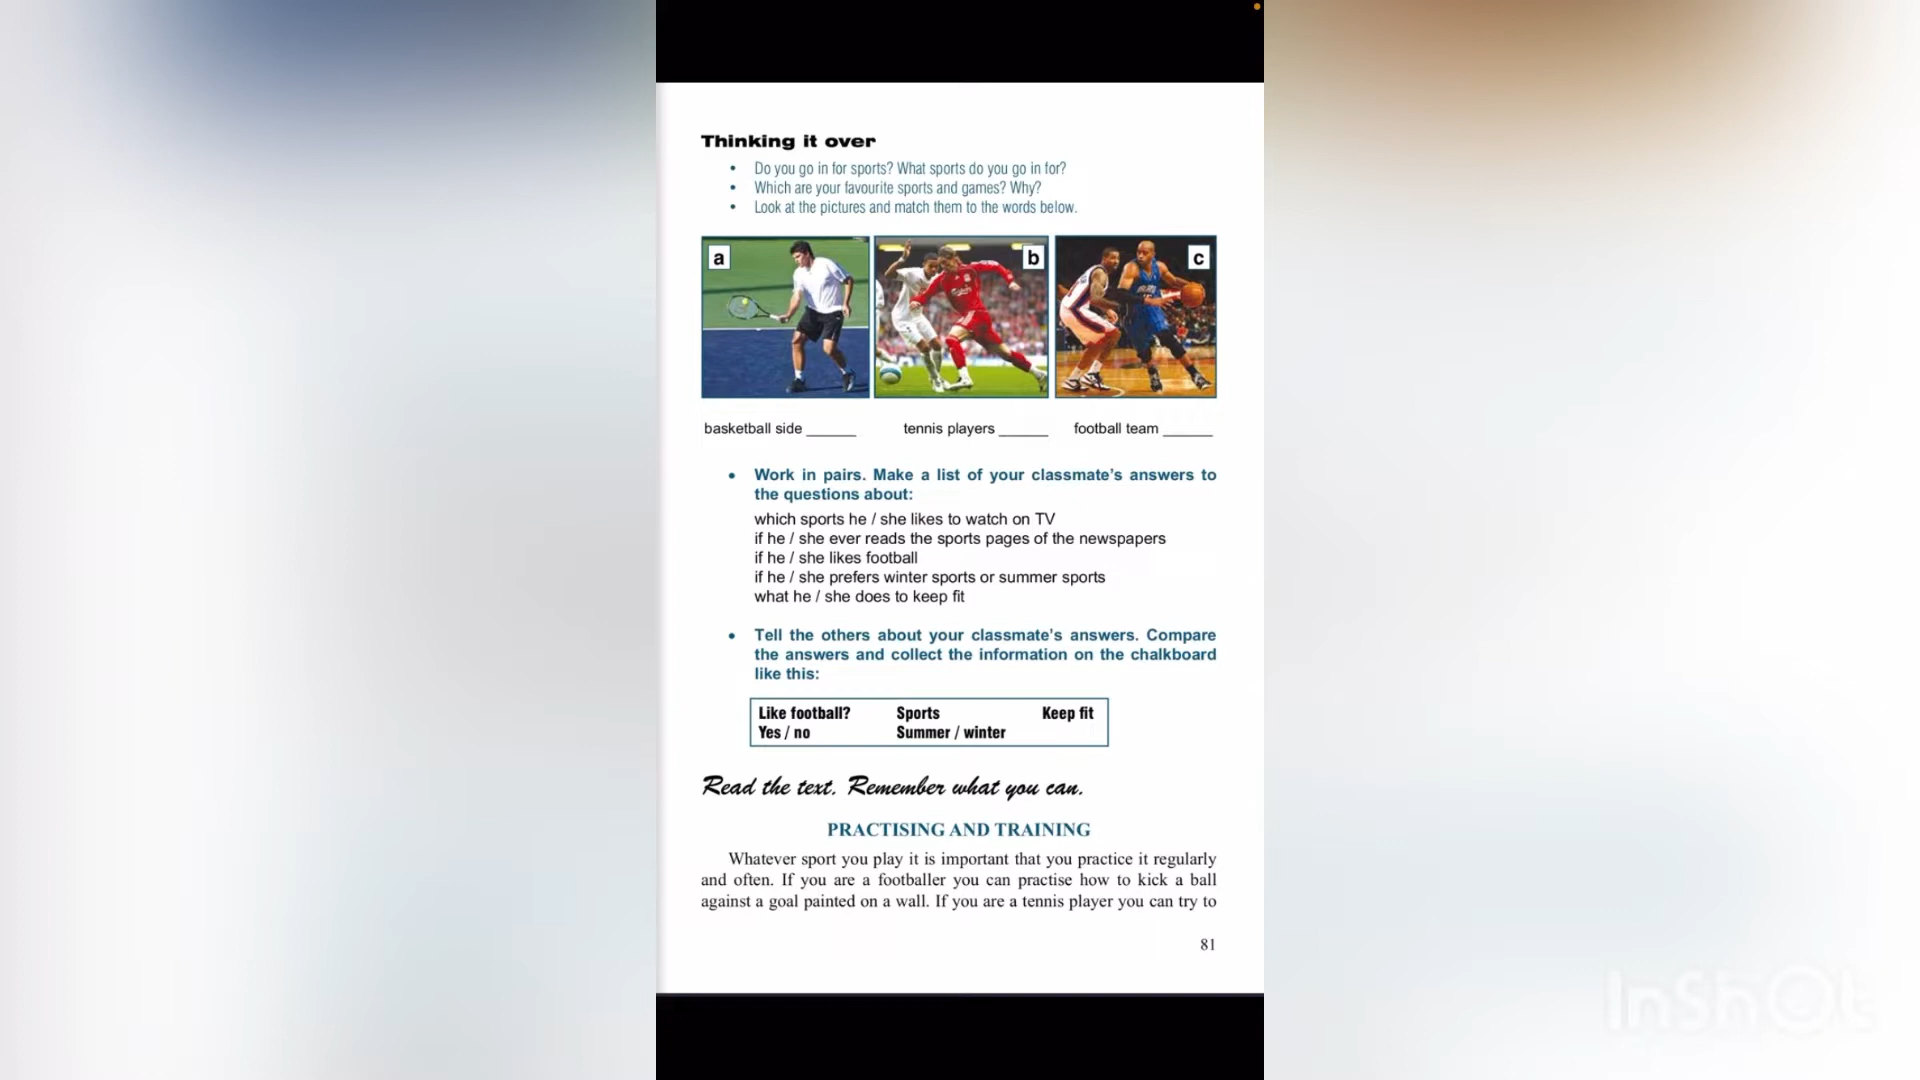 Thinking it over
• Do you go in for sports? What sports do you go in for?
• Which are your favourite sports and games? Why?
• Look at the pictures and match them to the words below.
a b c
basketball side ______ tennis players ______ football team ______
• Work in pairs. Make a list of your classmate's answers to
the questions about:
which sports he / she likes to watch on TV
if he / she ever reads the sports pages of the newspapers
if he / she likes football
if he / she prefers winter sports or summer sports
what he / she does to keep fit
• Tell the others about your classmate's answers. Compare
the answers and collect the information on the chalkboard
like this:
Like football? Sports Keep fit
Yes / no Summer / winter
Read the text. Remember what you can.
PRACTISING AND TRAINING
Whatever sport you play it is important that you practice it regularly
and often. If you are a footballer you can practise how to kick a ball
against a goal painted on a wall. If you are a tennis player you can try to
81
InShOt